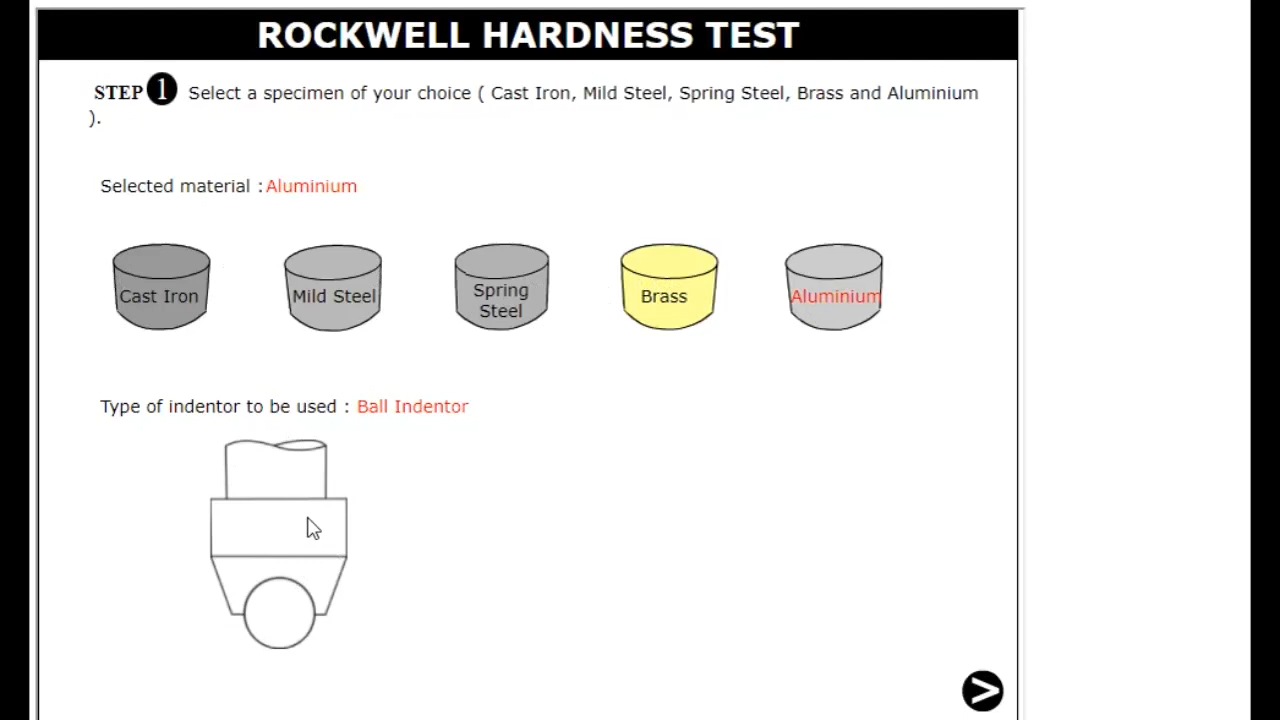 ROCKWELL HARDNESS TEST
STEP 1 Select a specimen of your choice ( Cast Iron, Mild Steel, Spring Steel, Brass and Aluminium
).
Selected material : Aluminium
Cast Iron
Mild Steel
Spring
Steel
Brass
Aluminium
Type of indentor to be used : Ball Indentor